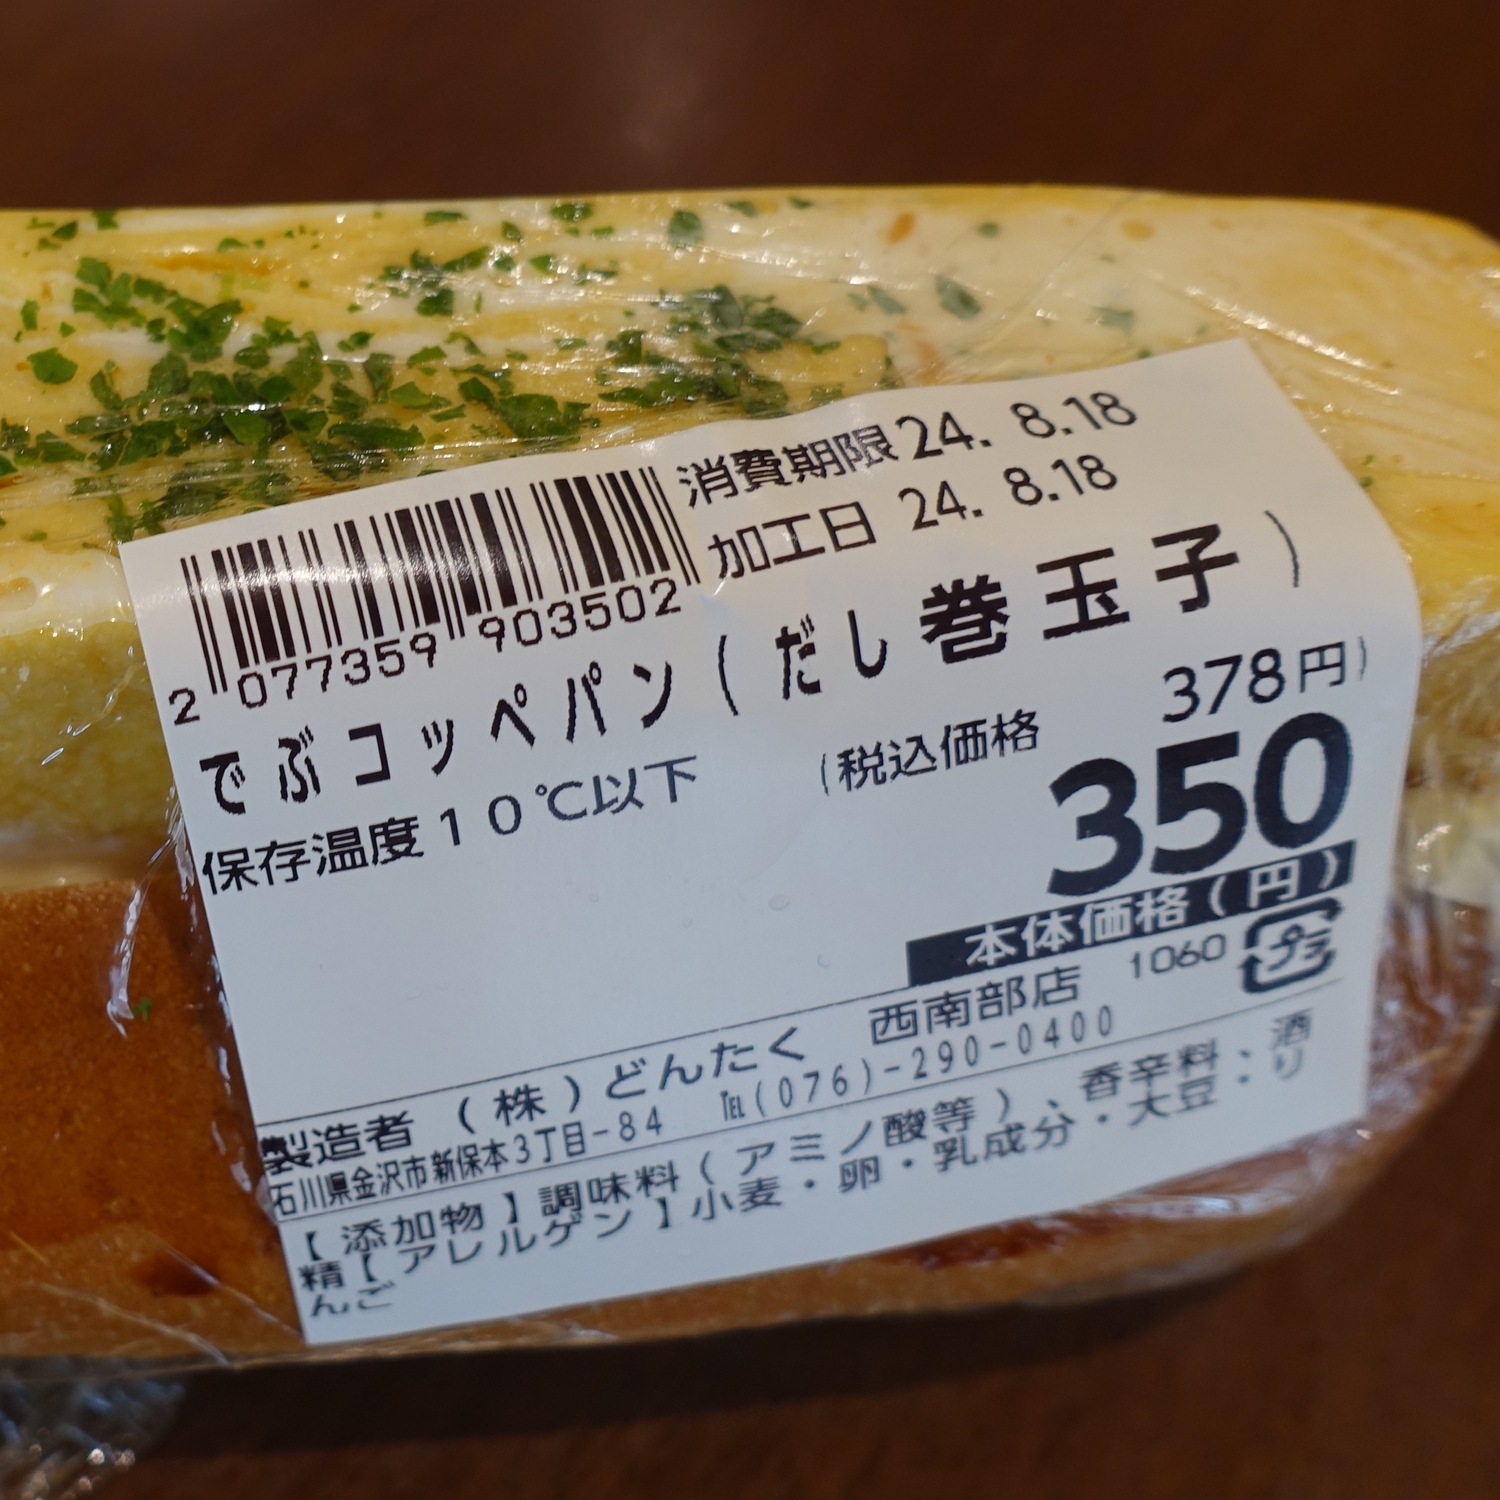 消費期限24. 8.18
加工日 24. 8.18
2 077359 903502
でぶコッペパン(だし巻玉子)
保存温度10℃以下
(税込価格 378円)
350
本体価格(円)
1060
プラ
製造者 (株)どんたく 西南部店
石川県金沢市新保本3丁目-84 ℡(076)-290-0400
【添加物】調味料(アミノ酸等)、香辛料、酒
精【アレルゲン】小麦・卵・乳成分・大豆・り
んご